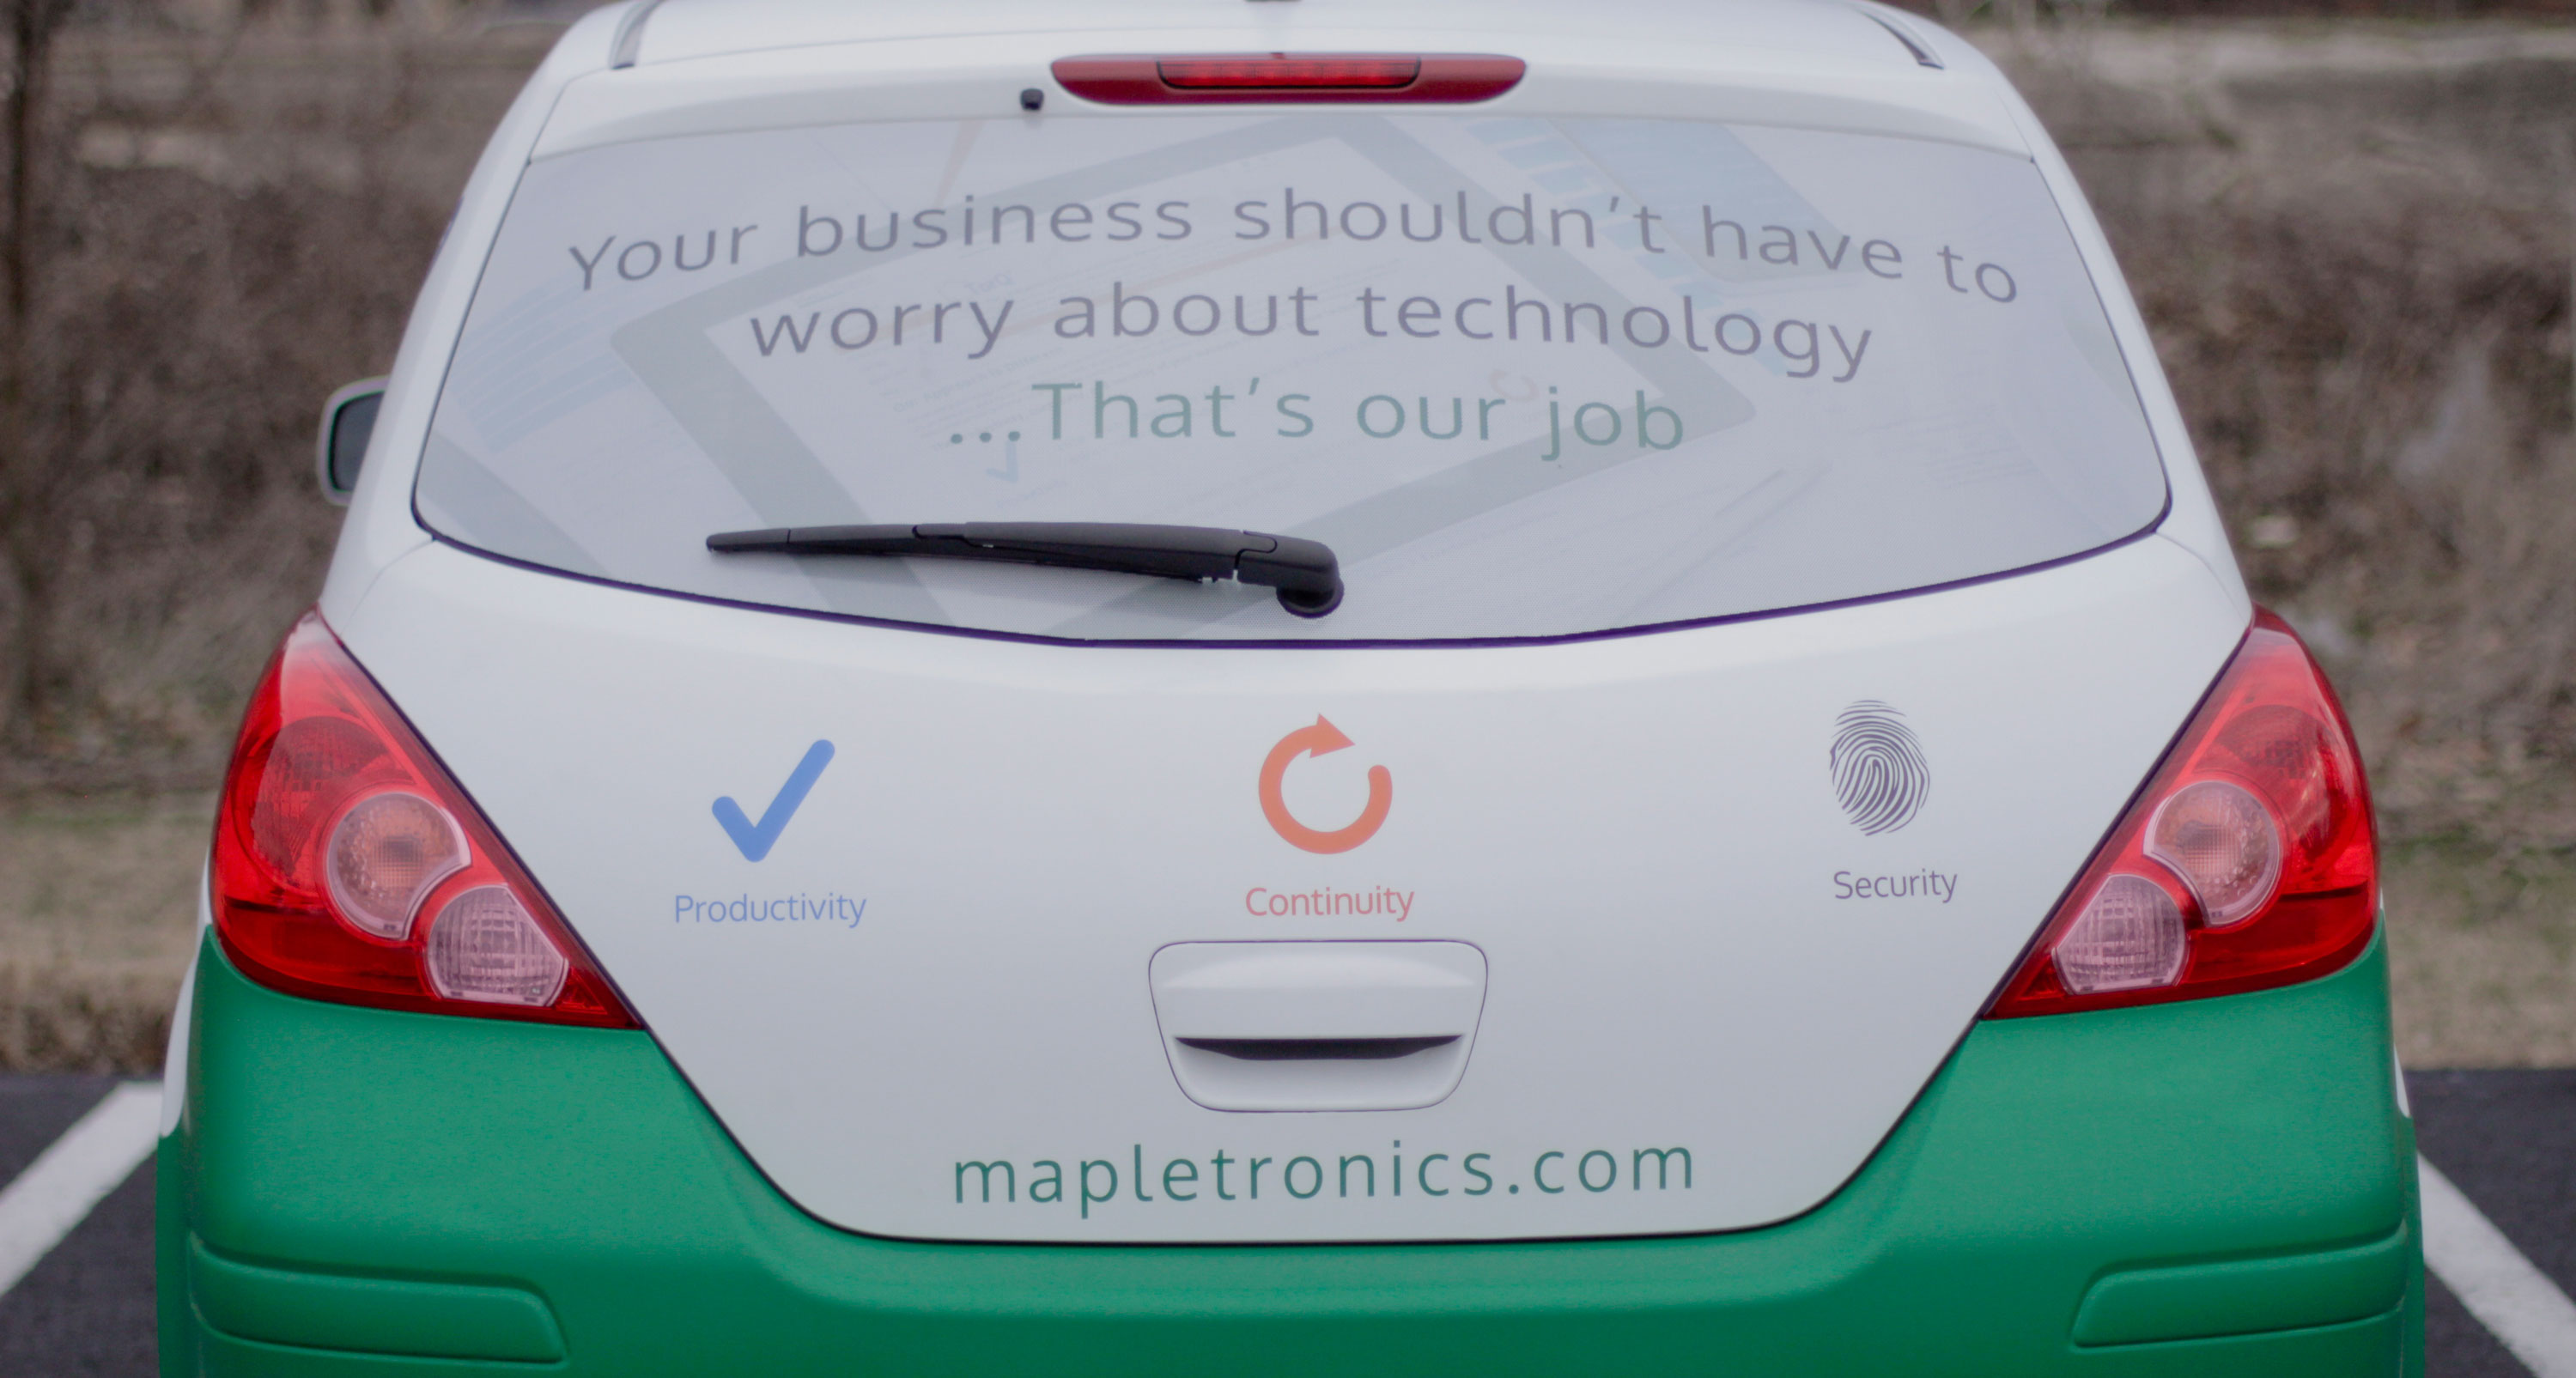 Your business shouldn't have to
worry about technology
...That's our job
Productivity
Continuity
Security
mapletronics.com